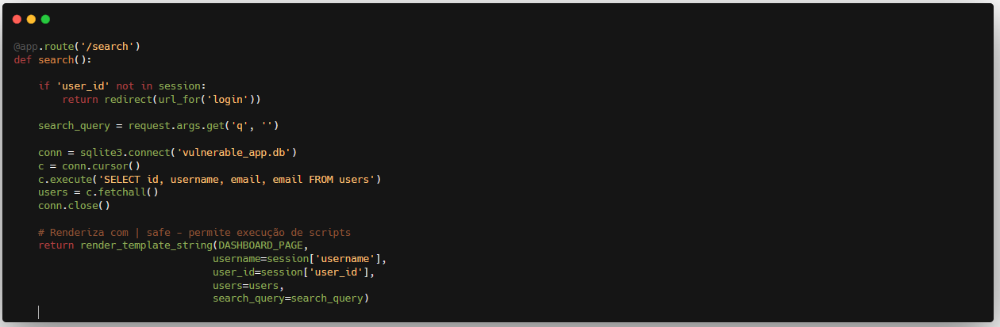 @app.route('/search')
def search():
    if 'user_id' not in session:
        return redirect(url_for('login'))
    search_query = request.args.get('q', '')
    conn = sqlite3.connect('vulnerable_app.db')
    c = conn.cursor()
    c.execute('SELECT id, username, email, email FROM users')
    users = c.fetchall()
    conn.close()
    # Renderiza com | safe - permite execução de scripts
    return render_template_string(DASHBOARD_PAGE,
                                 username=session['username'],
                                 user_id=session['user_id'],
                                 users=users,
                                 search_query=search_query)